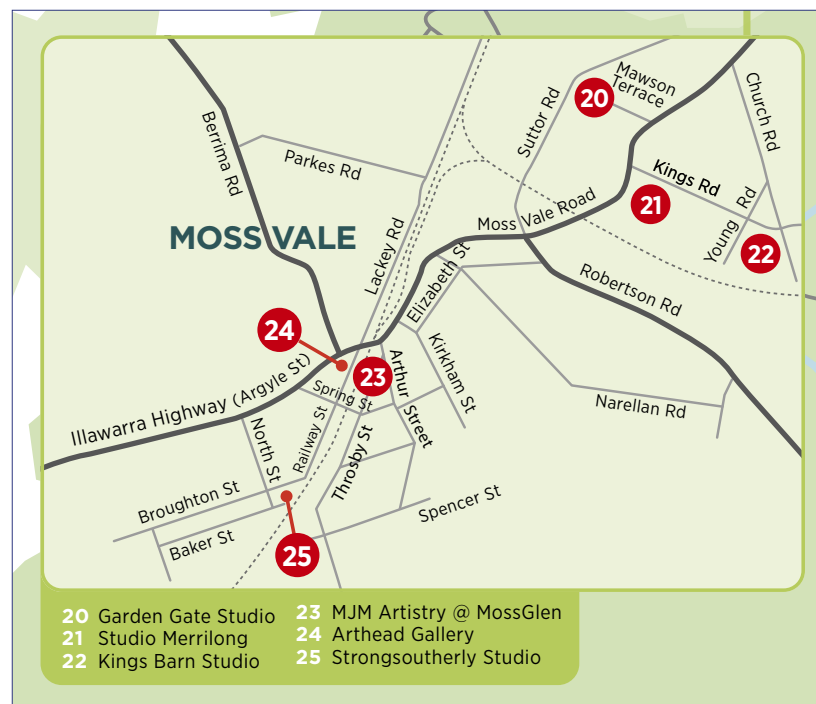 Mawson
Terrace
20
Suttor Rd
Church Rd
Berrima Rd
Parkes Rd
Kings Rd
21
Young Rd
22
Moss Vale Road
MOSS VALE
Lackey Rd
Elizabeth St
Robertson Rd
24
23
Arthur Street
Kirkham St
Illawarra Highway (Argyle St)
Spring St
Narellan Rd
North St
Railway St
Throsby St
Broughton St
Spencer St
Baker St
25
20 Garden Gate Studio
21 Studio Merrilong
22 Kings Barn Studio
23 MJM Artistry @ MossGlen
24 Arthead Gallery
25 Strongsoutherly Studio